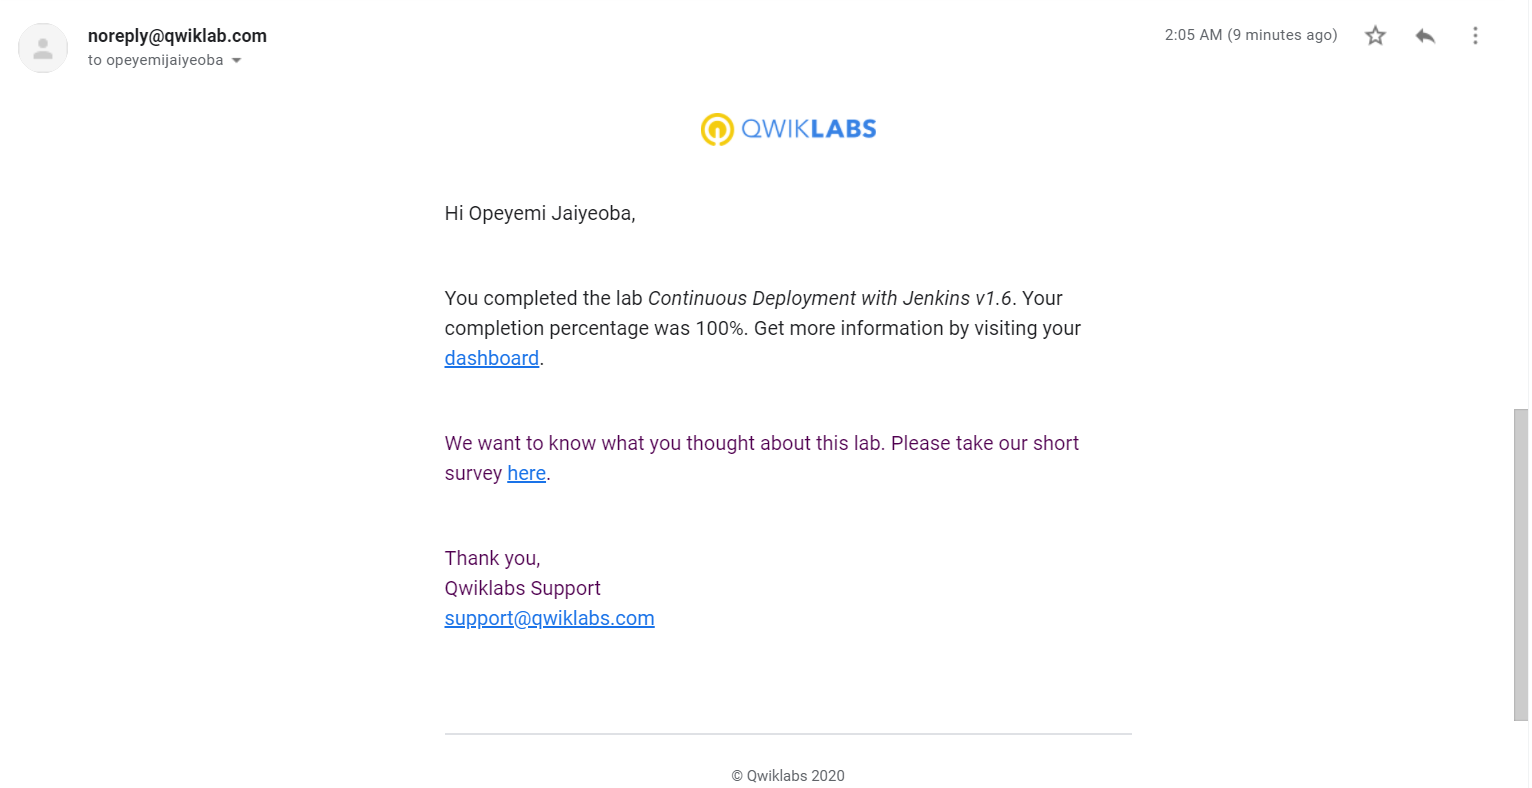 noreply@qwiklab.com
2:05 AM (9 minutes ago)
to opeyemijaiyeoba
QWIKLABS
Hi Opeyemi Jaiyeoba,
You completed the lab Continuous Deployment with Jenkins v1.6. Your
completion percentage was 100%. Get more information by visiting your
dashboard.
We want to know what you thought about this lab. Please take our short
survey here.
Thank you,
Qwiklabs Support
support@qwiklabs.com
© Qwiklabs 2020